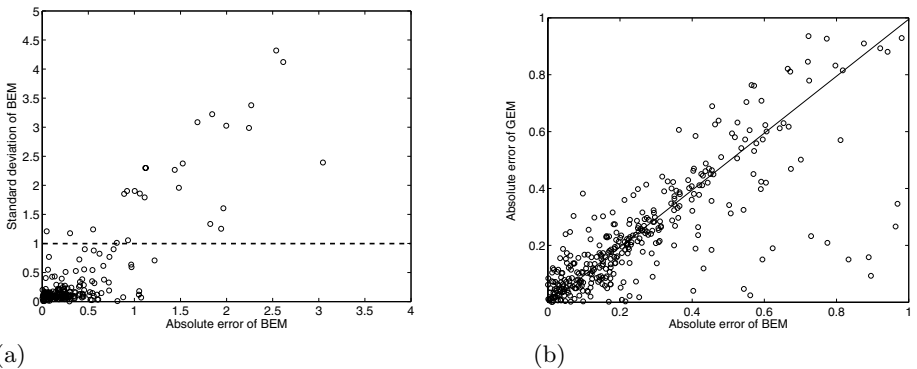 5
4.5
4
3.5
3
2.5
2
1.5
1
0.5
0
Standard deviation of BEM
0 0.5 1 1.5 2 2.5 3 3.5 4
Absolute error of BEM
(a)
1
0.8
0.6
0.4
0.2
Absolute error of GEM
0 0.2 0.4 0.6 0.8 1
Absolute error of BEM
(b)